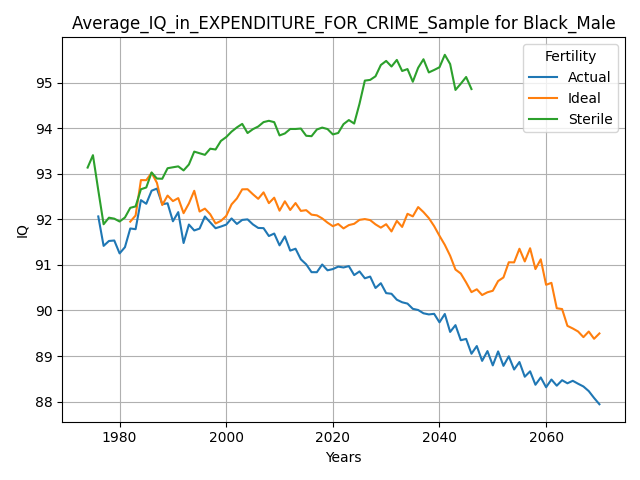 Average_IQ_in_EXPENDITURE_FOR_CRIME_Sample for Black_Male
Fertility
Actual
Ideal
Sterile
IQ
95
94
93
92
91
90
89
88
1980
2000
2020
2040
2060
Years